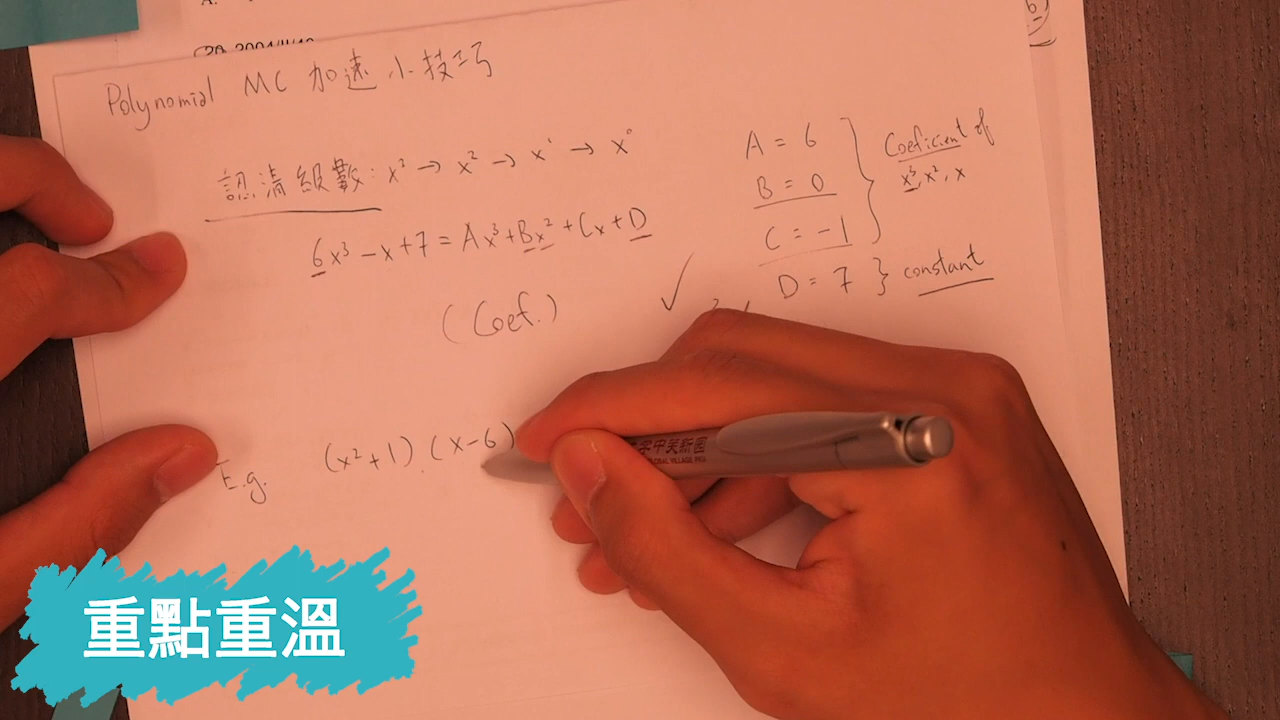 Polynomial MC 加速小技巧
認清級數: x³ → x² → x¹ → x⁰
6x³ - x + 7 = Ax³ + Bx² + Cx + D
(Coef.)
✓
A = 6
B = 0
C = -1
D = 7
} Coeficient of
x³, x², x
} constant
E.g. (x² + 1) (x - 6)
重點重溫